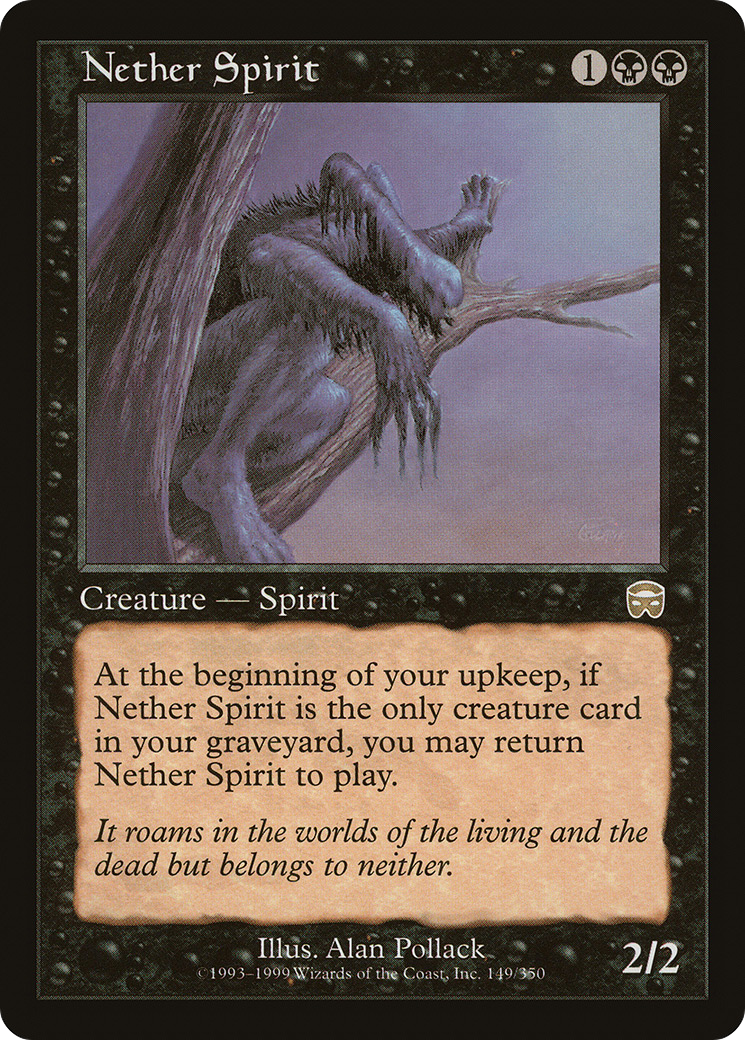 Nether Spirit 1
Creature — Spirit
At the beginning of your upkeep, if
Nether Spirit is the only creature card
in your graveyard, you may return
Nether Spirit to play.
It roams in the worlds of the living and the
dead but belongs to neither.
Illus. Alan Pollack
©1993–1999 Wizards of the Coast, Inc. 149/350
2/2